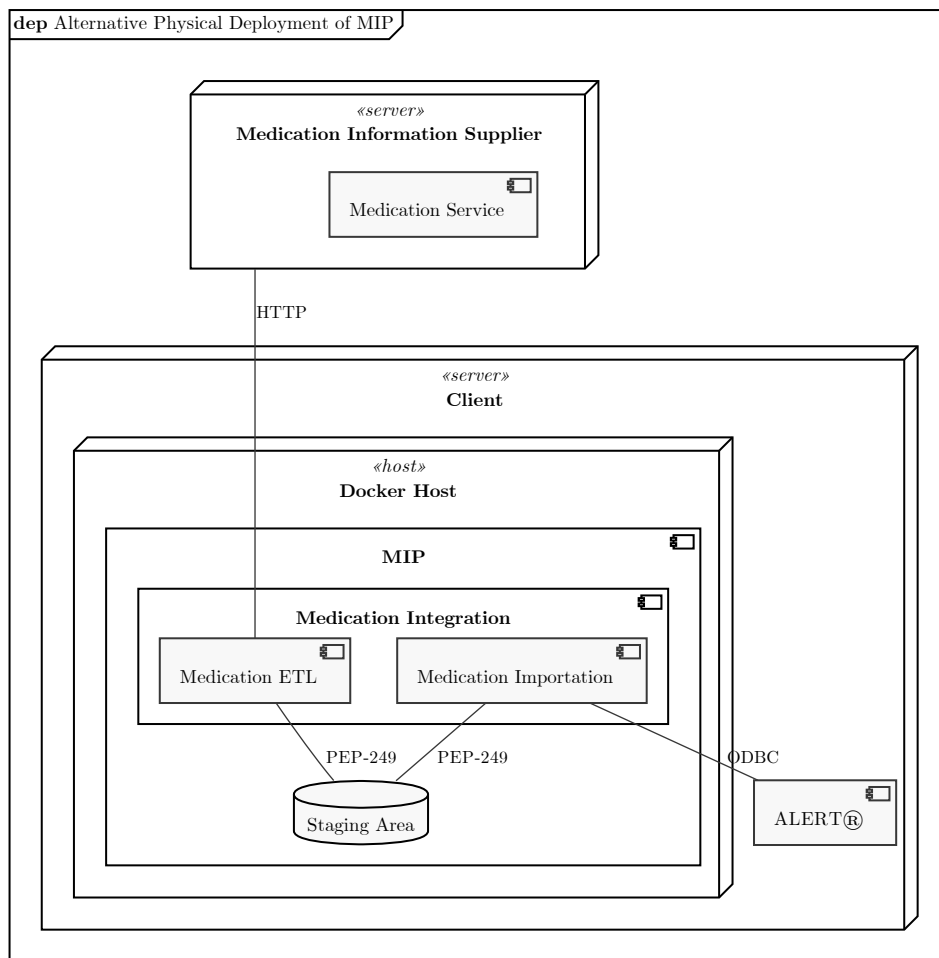 dep Alternative Physical Deployment of MIP
«server»
Medication Information Supplier
Medication Service
HTTP
«server»
Client
«host»
Docker Host
MIP
Medication Integration
Medication ETL
Medication Importation
PEP-249
PEP-249
ODBC
Staging Area
ALERT®